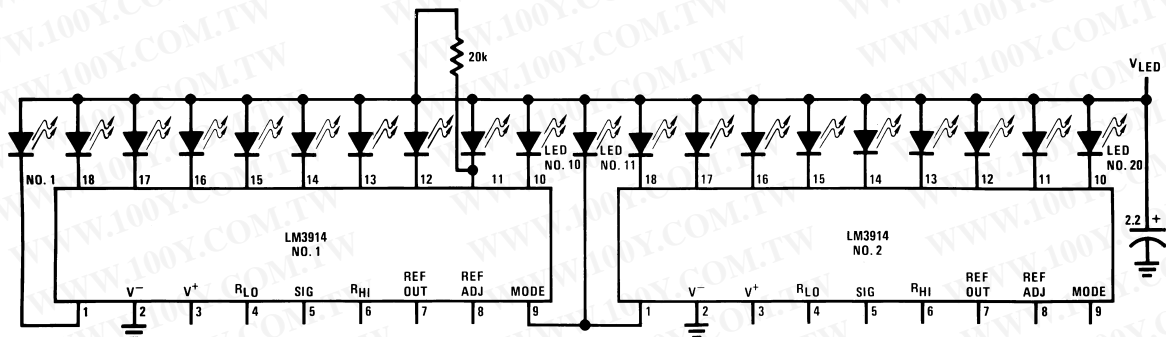 20k
VLED
NO. 1
LED NO. 10
LED NO. 11
LED NO. 20
18 17 16 15 14 13 12 11 10
18 17 16 15 14 13 12 11 10
2.2 +
LM3914
NO. 1
LM3914
NO. 2
V− V+ RLO SIG RHI REF OUT REF ADJ MODE
1 2 3 4 5 6 7 8 9
V− V+ RLO SIG RHI REF OUT REF ADJ MODE
1 2 3 4 5 6 7 8 9
WWW.100Y.COM.TW